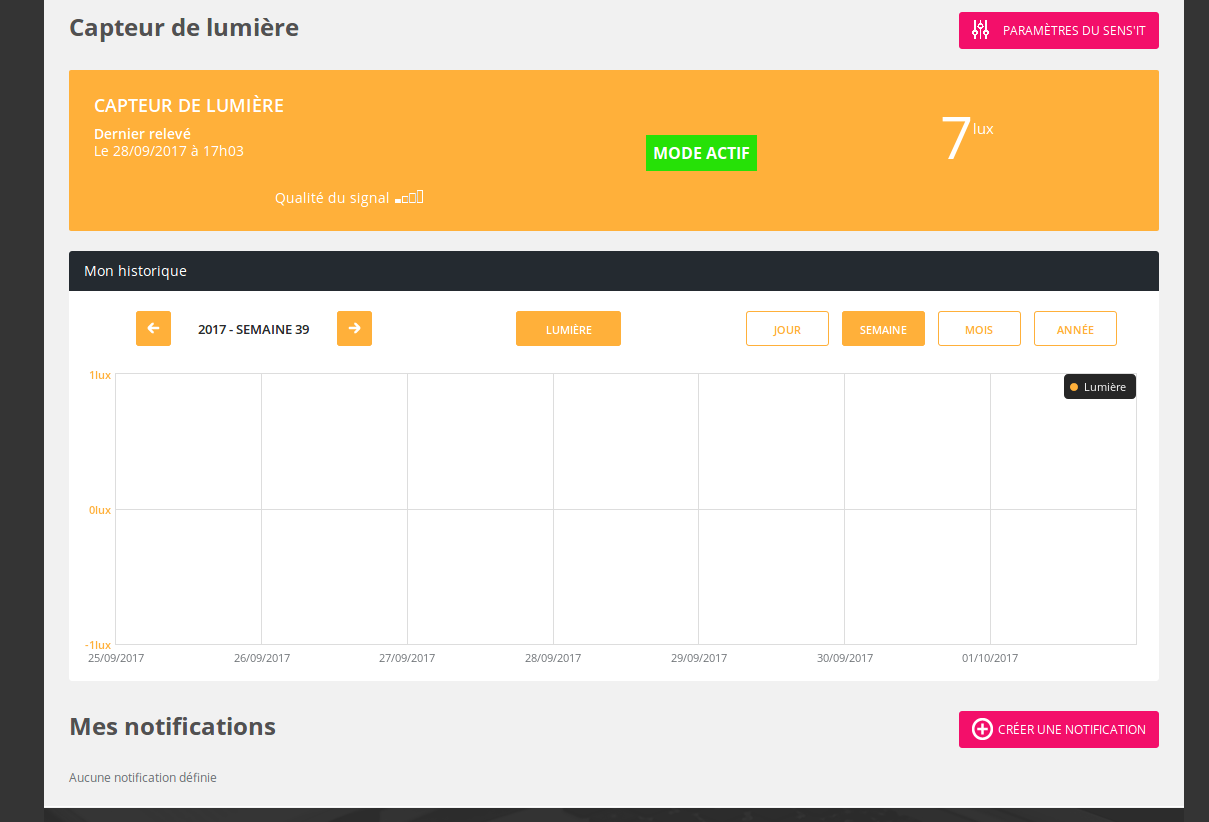 Capteur de lumière
PARAMÈTRES DU SENS'IT
CAPTEUR DE LUMIÈRE
Dernier relevé
Le 28/09/2017 à 17h03
MODE ACTIF
7 lux
Qualité du signal
Mon historique
2017 - SEMAINE 39
LUMIÈRE
JOUR
SEMAINE
MOIS
ANNÉE
1lux
Lumière
0lux
-1lux
25/09/2017
26/09/2017
27/09/2017
28/09/2017
29/09/2017
30/09/2017
01/10/2017
Mes notifications
CRÉER UNE NOTIFICATION
Aucune notification définie